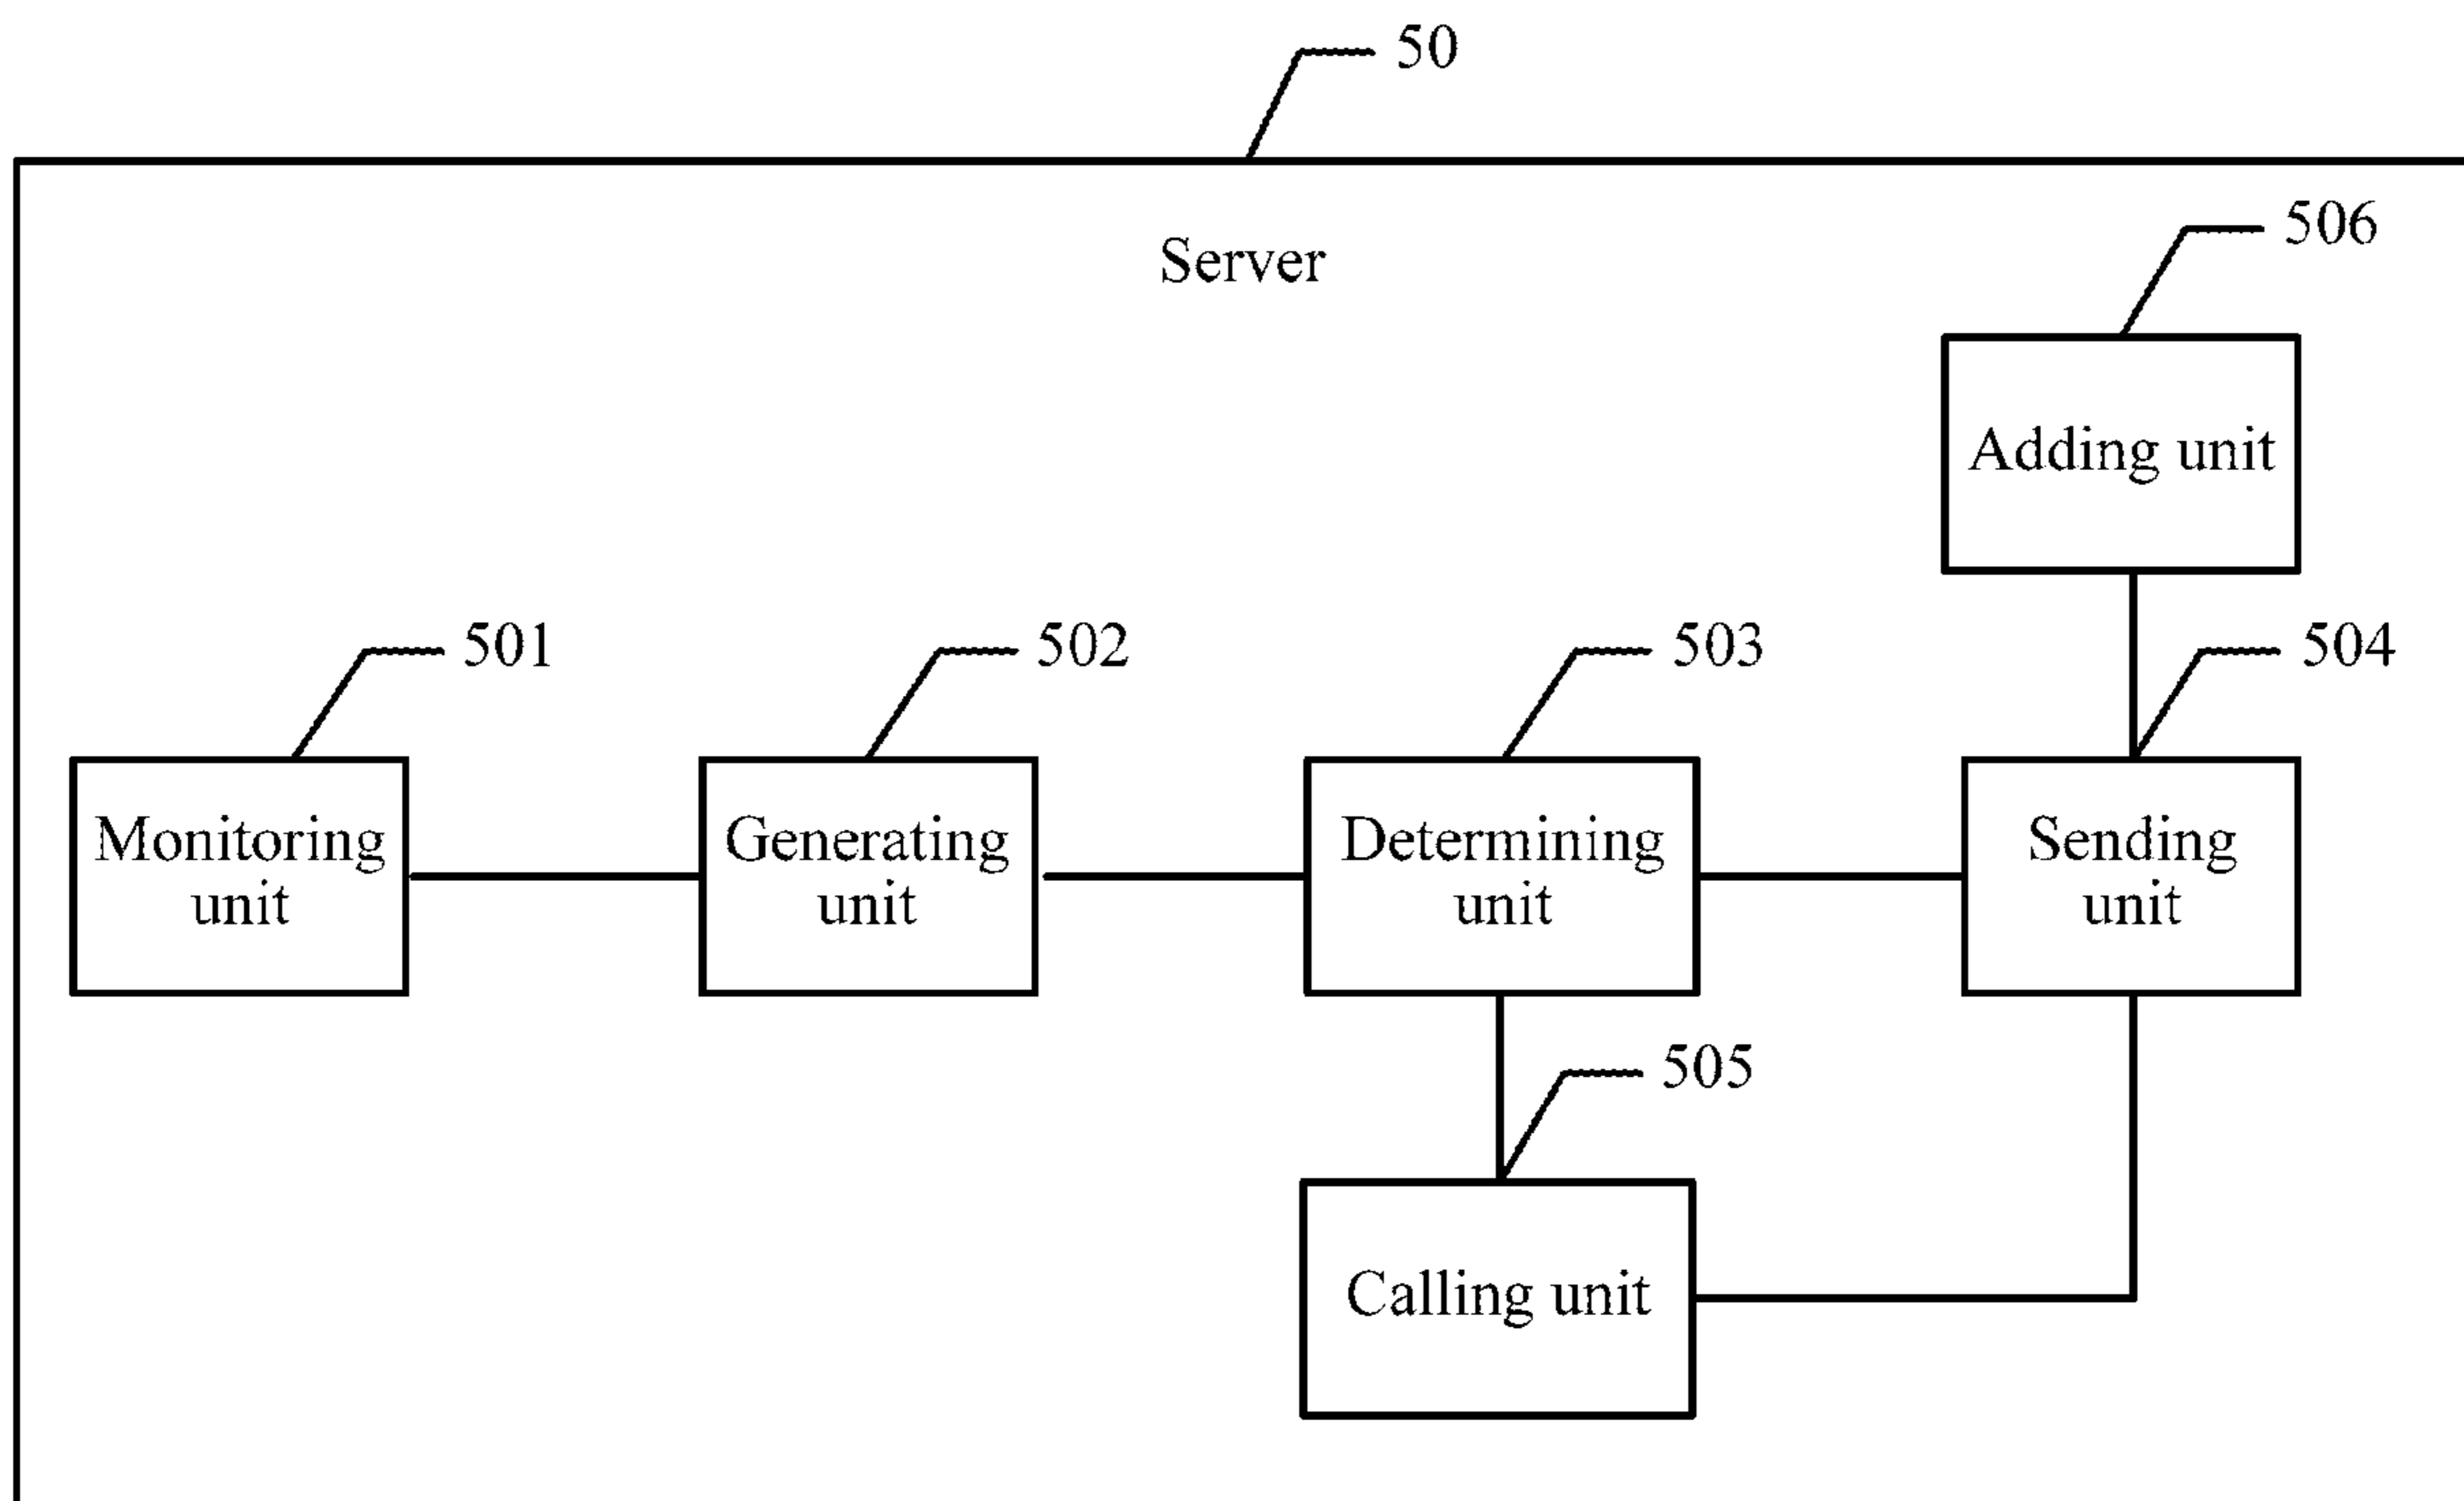 50
Server
506
Adding unit
501
502
503
504
Monitoring
unit
Generating
unit
Determining
unit
Sending
unit
505
Calling unit